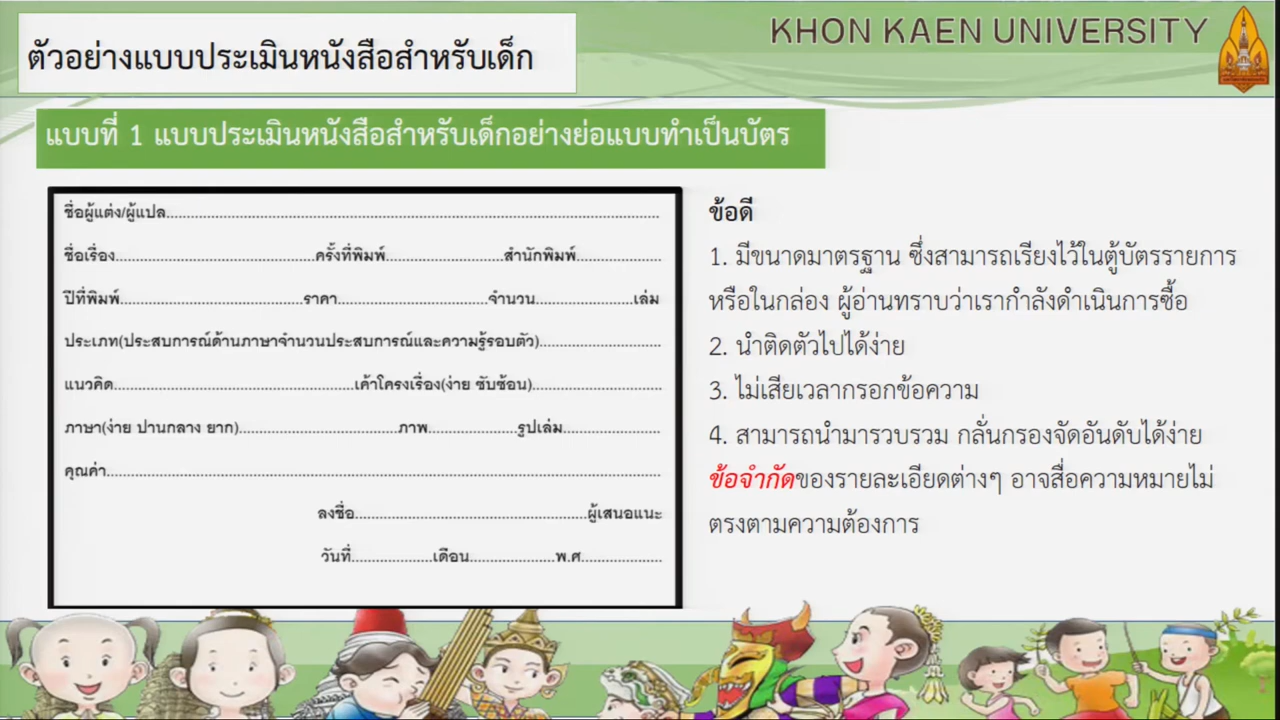 KHON KAEN UNIVERSITY
ตัวอย่างแบบประเมินหนังสือสำหรับเด็ก
แบบที่ 1 แบบประเมินหนังสือสำหรับเด็กอย่างย่อแบบทำเป็นบัตร
ชื่อผู้แต่ง/ผู้แปล..........................................................................................
ชื่อเรื่อง..................................ครั้งที่พิมพ์....................สำนักพิมพ์..............
ปีที่พิมพ์...............................ราคา..........................จำนวน.................เล่ม
ประเภท(ประสบการณ์ด้านภาษาจำนวนประสบการณ์และความรู้รอบตัว)......................
แนวคิด.........................................เค้าโครงเรื่อง(ง่าย ซับซ้อน)......................
ภาษา(ง่าย ปานกลาง ยาก)...........................ภาพ...............รูปเล่ม.................
คุณค่า..............................................................................................
ลงชื่อ........................................ผู้เสนอแนะ
วันที่..............เดือน...............พ.ศ..............
ข้อดี
1. มีขนาดมาตรฐาน ซึ่งสามารถเรียงไว้ในตู้บัตรรายการ
หรือในกล่อง ผู้อ่านทราบว่าเรากำลังดำเนินการซื้อ
2. นำติดตัวไปได้ง่าย
3. ไม่เสียเวลากรอกข้อความ
4. สามารถนำมารวบรวม กลั่นกรองจัดอันดับได้ง่าย
ข้อจำกัดของรายละเอียดต่างๆ อาจสื่อความหมายไม่
ตรงตามความต้องการ